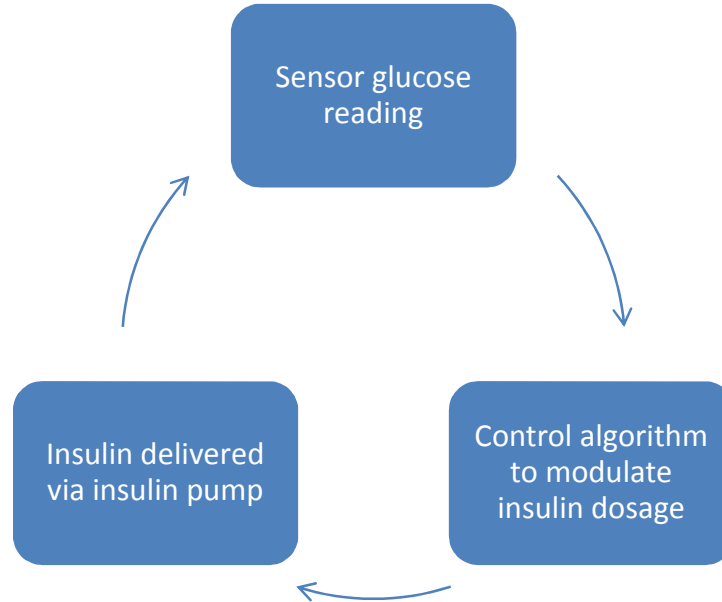 Sensor glucose
reading
Control algorithm
to modulate
insulin dosage
Insulin delivered
via insulin pump